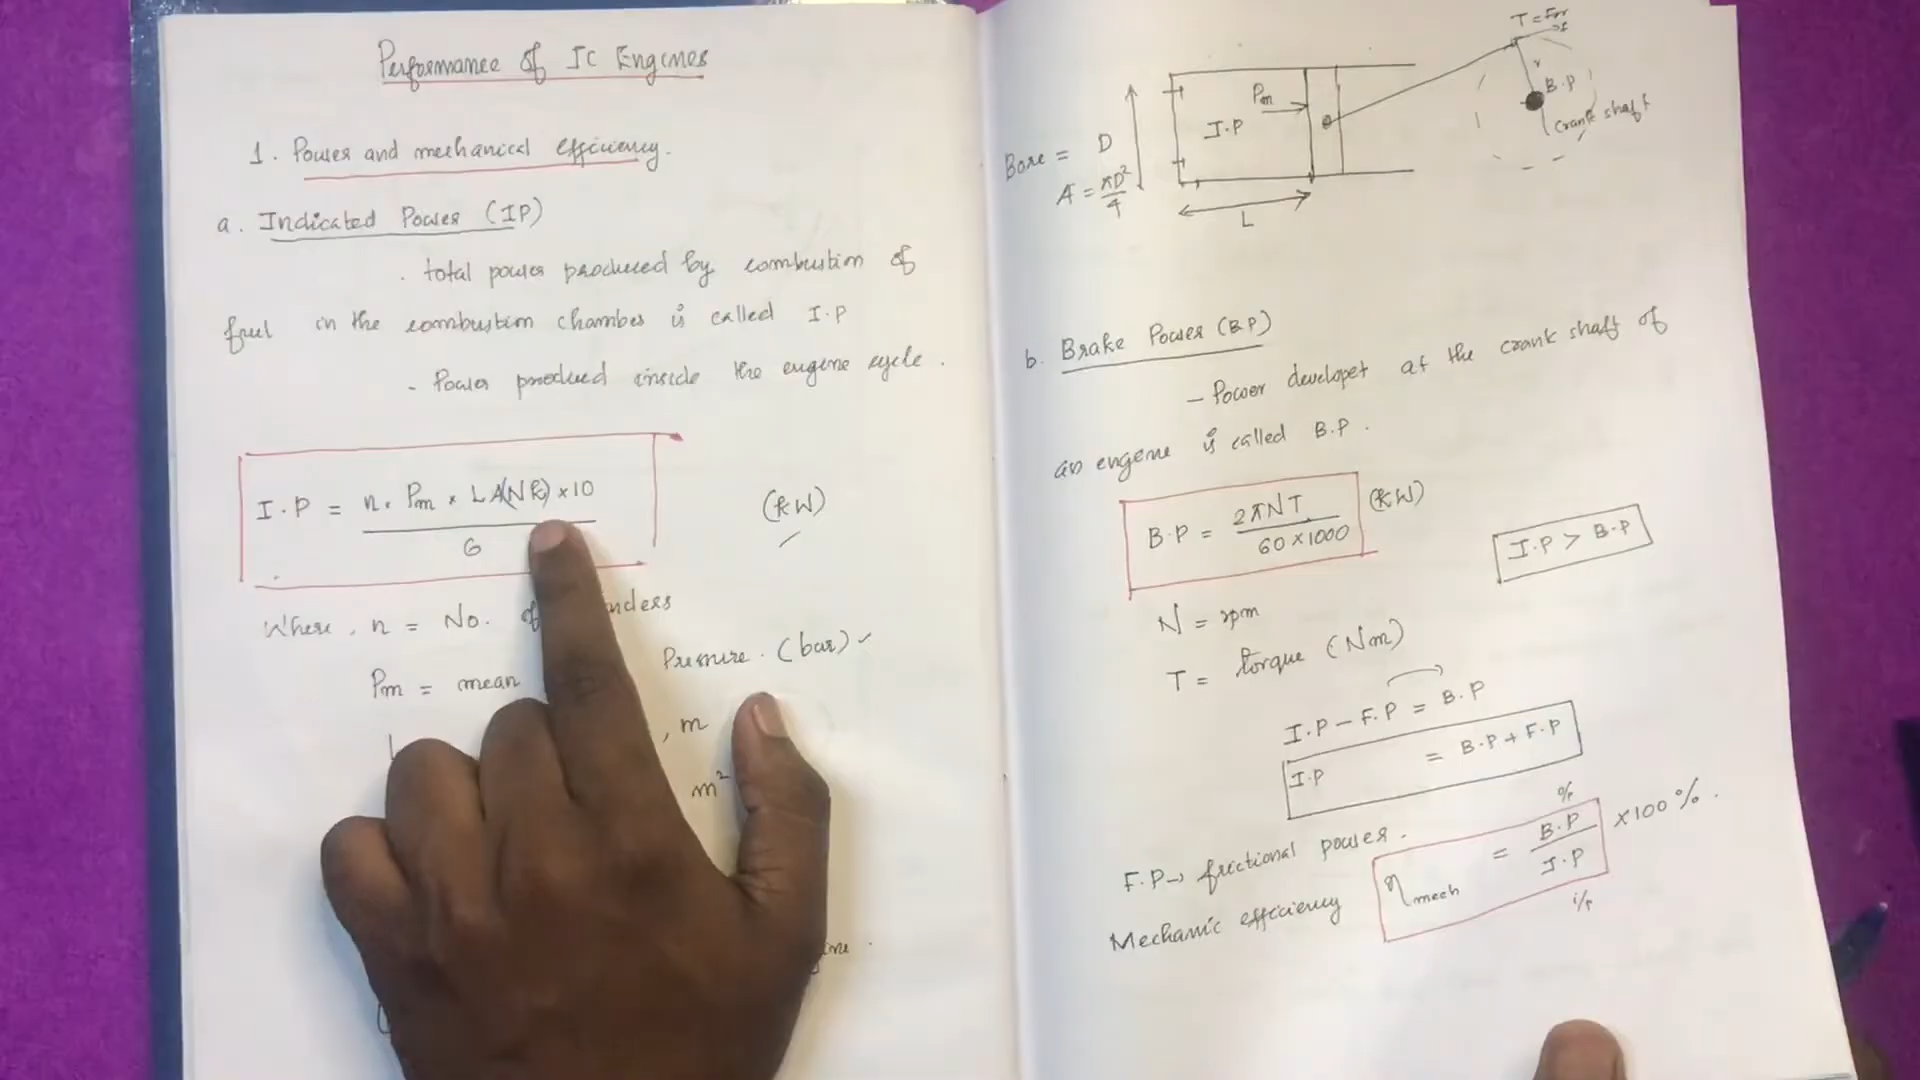 Performance of IC Engines
1. Power and mechanical efficiency.
a. Indicated Power (IP)
. total power produced by combustion of
fuel in the combustion chamber is called I.P
- Power produced inside the engine cycle.
I.P = n. Pm × LA(NK) × 10
6
(kW)
Where, n = No. of
Pm = mean Pressure. (bar) ✓
L , m
m²
T = F×r
r
B.P
Crank shaft
Pm
I.P
Bore = D
A = πD²/4
L
b. Brake Power (B.P)
- Power developet at the crank shaft of
an engine is called B.P.
B.P = 2πNT
60 × 1000
(kW)
I.P > B.P
N = rpm
T = torque (Nm)
I.P - F.P = B.P
I.P = B.P + F.P
F.P → frictional power.
Mechanic efficiency
η mech = B.P / I.P × 100 %.
o/p
i/p